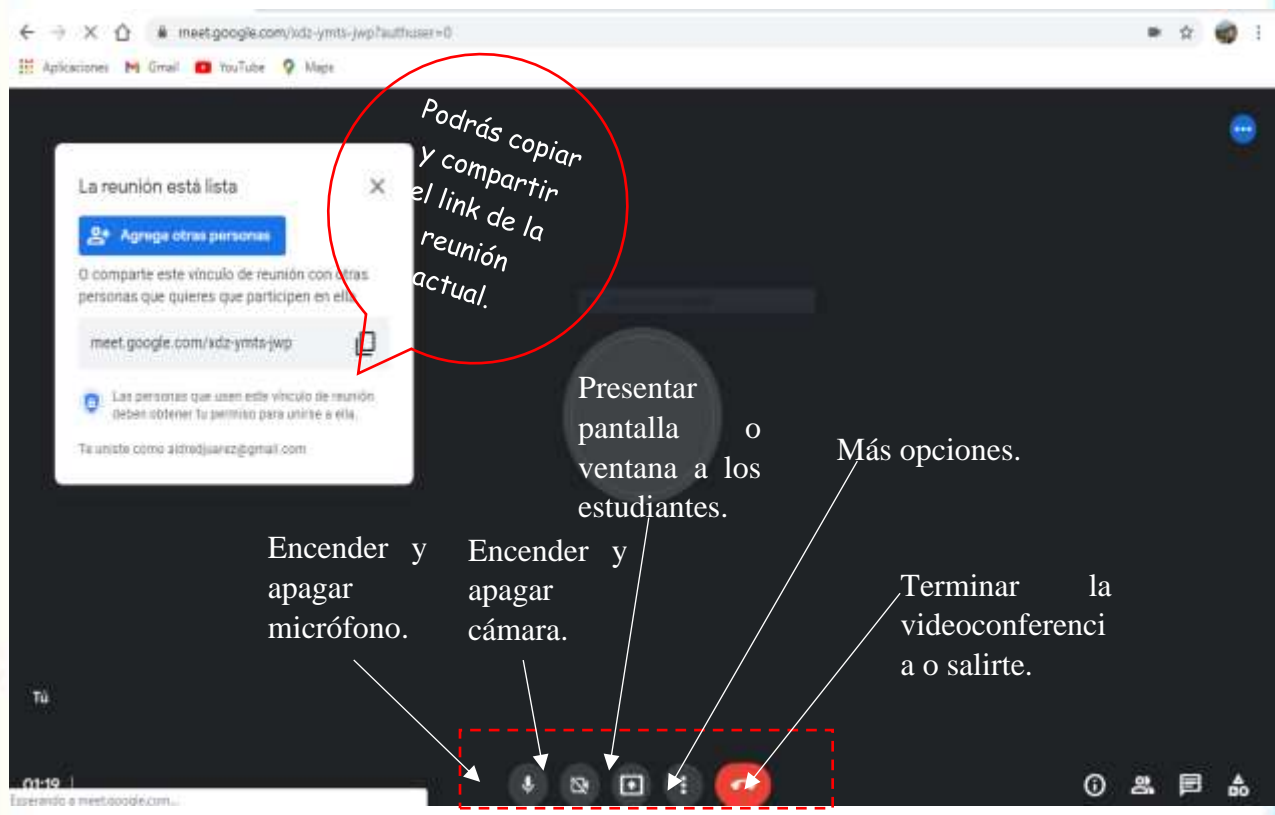 meet.google.com/xdz-ymts-jwp?authuser=0
Aplicaciones Gmail YouTube Maps
La reunión está lista
Agrega otras personas
O comparte este vínculo de reunión con otras
personas que quieres que participen en ella
meet.google.com/xdz-ymts-jwp
Las personas que usen este vínculo de reunión
deben obtener tu permiso para unirse a ella.
Te uniste como aidredjuarez@gmail.com
Podrás copiar
y compartir
el link de la
reunión
actual.
Presentar
pantalla o
ventana a los
estudiantes.
Más opciones.
Encender y
apagar
micrófono.
Encender y
apagar
cámara.
Terminar la
videoconferenci
a o salirte.
Tú
01:19
Esperando a meet.google.com...